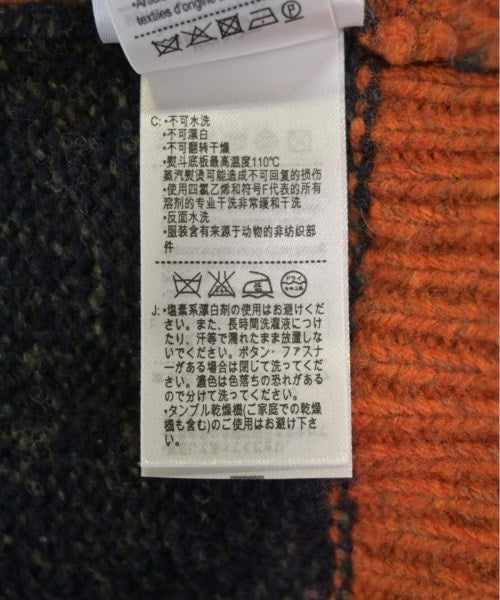 textiles d'origine
C: •不可水洗
•不可漂白
•不可翻转干燥
•熨斗底板最高温度110℃
蒸汽熨烫可能造成不可回复的损伤
•使用四氯乙烯和符号F代表的所有
溶剂的专业干洗非常缓和干洗
•反面水洗
•服装含有来源于动物的非纺织部
件
低
ドライ
セキユ系
J: •塩素系漂白剤の使用はお避けくだ
さい。また、長時間洗濯液につけ
たり、汗等で濡れたまま放置しな
いでください。ボタン・ファスナ
ーがある場合は閉じて洗ってくだ
さい。濃色は色落ちの恐れがある
ので分けて洗ってください。
•タンブル乾燥機(ご家庭での乾燥
機も含む)のご使用はお避け下さ
い。